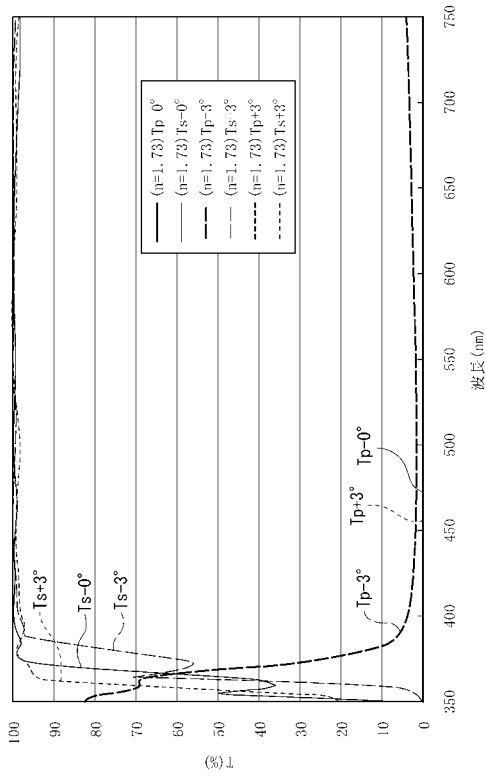 T(%)
100
90
80
70
60
50
40
30
20
10
0
350
400
450
500
550
600
650
700
750
波長(nm)
Ts+3°
Ts-0°
Ts-3°
Tp-3°
Tp+3°
Tp-0°
(n=1.73)Tp 0°
(n=1.73)Ts-0°
(n=1.73)Tp-3°
(n=1.73)Ts 3°
(n=1.73)Tp+3°
(n=1.73)Ts+3°